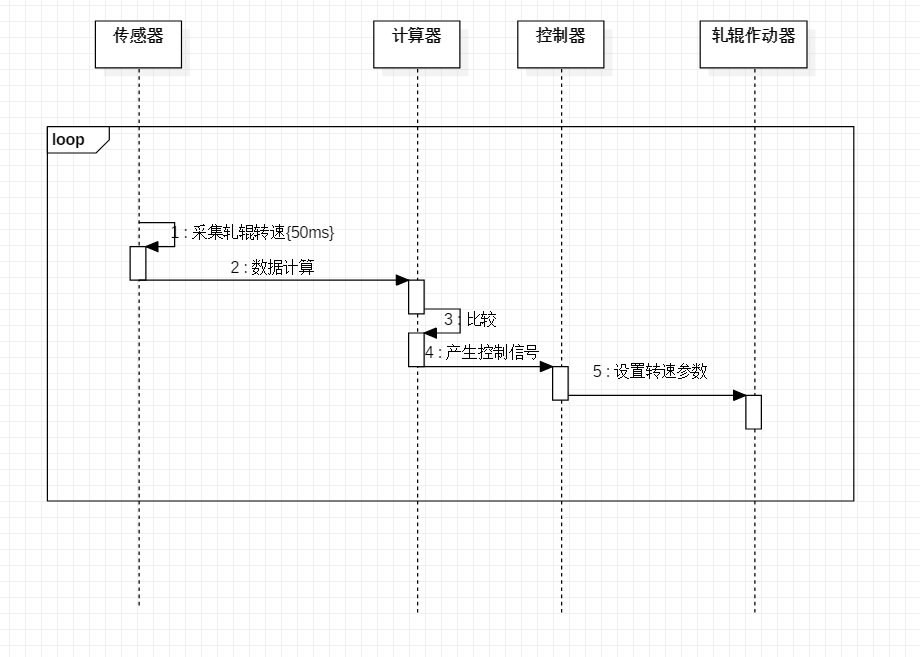 传感器
计算器
控制器
轧辊作动器
loop
1 : 采集轧辊转速{50ms}
2 : 数据计算
3 : 比较
4 : 产生控制信号
5 : 设置转速参数